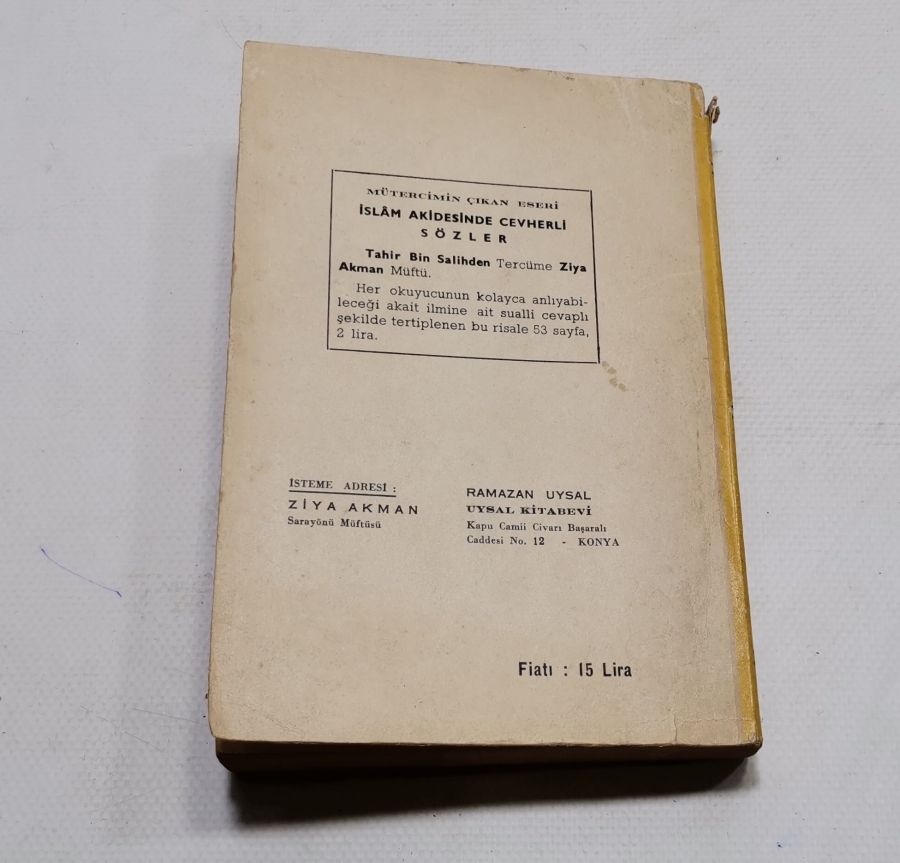 MÜTERCİMİN ÇIKAN ESERİ
İSLÂM AKİDESİNDE CEVHERLİ
SÖZLER
Tahir Bin Salihden Tercüme Ziya
Akman Müftü.
Her okuyucunun kolayca anlıyabi-
leceği akait ilmine ait sualli cevaplı
şekilde tertiplenen bu risale 53 sayfa,
2 lira.
İSTEME ADRESİ :
ZİYA AKMAN
Sarayönü Müftüsü
RAMAZAN UYSAL
UYSAL KİTABEVİ
Kapu Camii Civarı Başaralı
Caddesi No. 12 - KONYA
Fiatı : 15 Lira